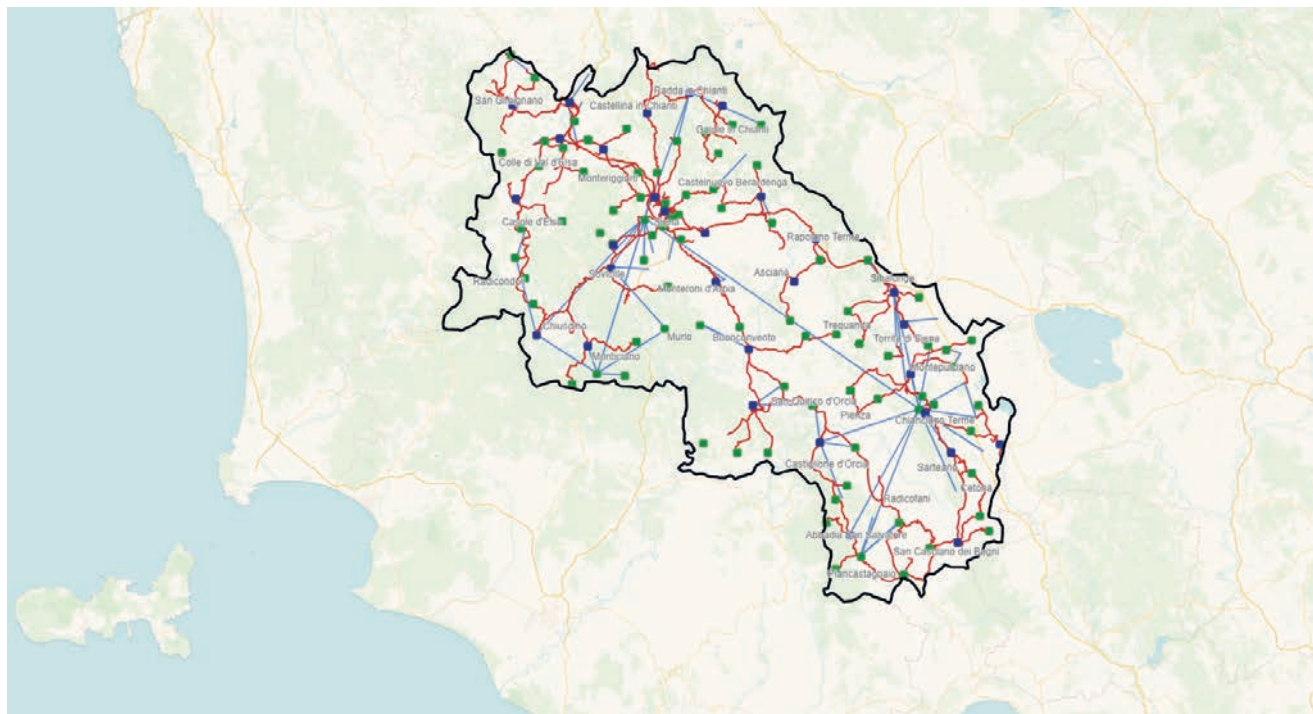 Radda in Chianti
San Gimignano
Castellina in Chianti
Gaiole in Chianti
Colle di Val d'Elsa
Monteriggioni
Castelnuovo Berardenga
Casole d'Elsa
Siena
Rapolano Terme
Sovicille
Asciano
Radicondoli
Monteroni d'Arbia
Sinalunga
Chiusdino
Trequanda
Murlo
Buonconvento
Torrita di Siena
Monticiano
Montepulciano
San Quirico d'Orcia
Pienza
Chianciano Terme
Castiglione d'Orcia
Sarteano
Cetona
Radicofani
Abbadia San Salvatore
San Casciano dei Bagni
Piancastagnaio